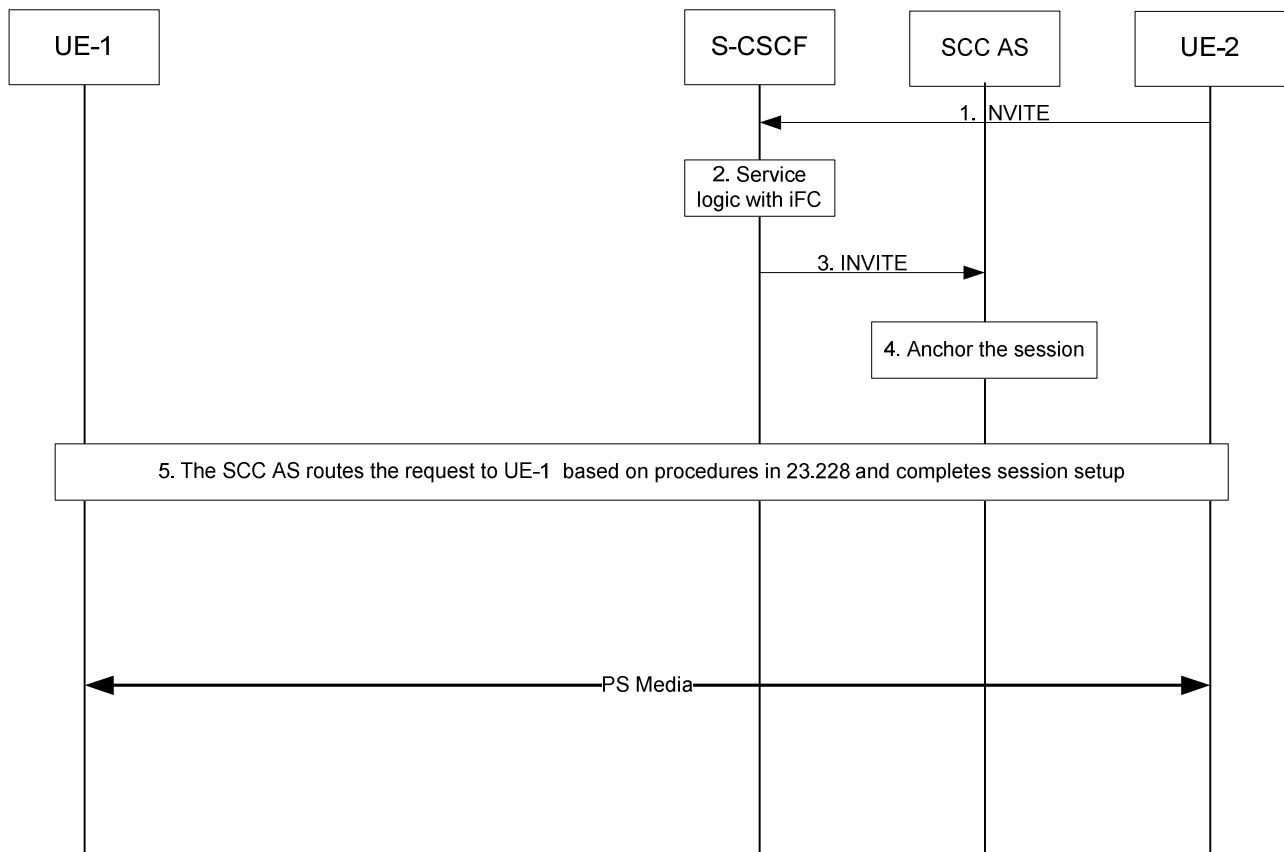 UE-1
S-CSCF
SCC AS
UE-2
1. INVITE
2. Service
logic with iFC
3. INVITE
4. Anchor the session
5. The SCC AS routes the request to UE-1 based on procedures in 23.228 and completes session setup
PS Media